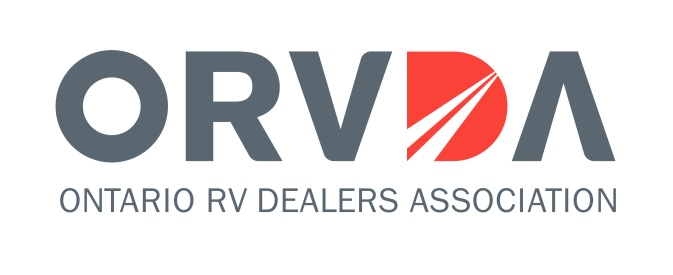 ORVDA
ONTARIO RV DEALERS ASSOCIATION